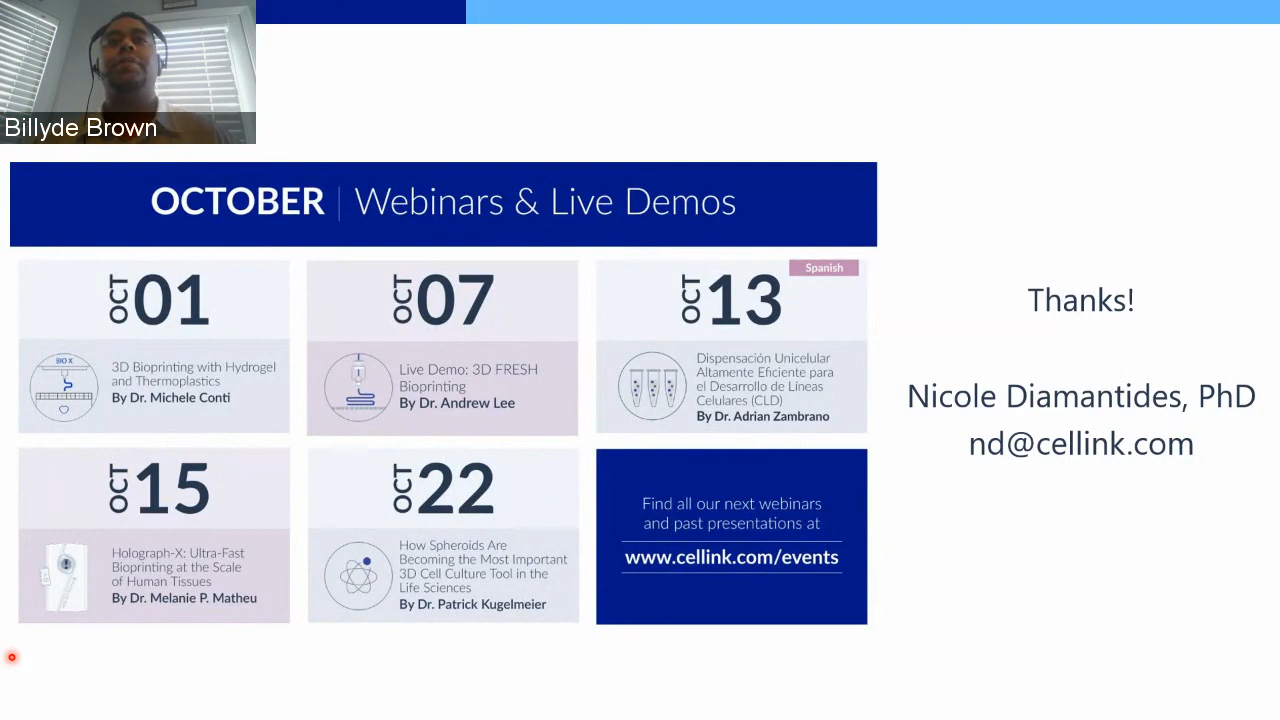 Billyde Brown
OCTOBER | Webinars & Live Demos
OCT 01
BIO X
3D Bioprinting with Hydrogel
and Thermoplastics
By Dr. Michele Conti
OCT 07
Live Demo: 3D FRESH
Bioprinting
By Dr. Andrew Lee
Spanish
OCT 13
Dispensación Unicelular
Altamente Eficiente para
el Desarrollo de Líneas
Celulares (CLD)
By Dr. Adrian Zambrano
OCT 15
Holograph-X: Ultra-Fast
Bioprinting at the Scale
of Human Tissues
By Dr. Melanie P. Matheu
OCT 22
How Spheroids Are
Becoming the Most Important
3D Cell Culture Tool in the
Life Sciences
By Dr. Patrick Kugelmeier
Find all our next webinars
and past presentations at
www.cellink.com/events
Thanks!
Nicole Diamantides, PhD
nd@cellink.com